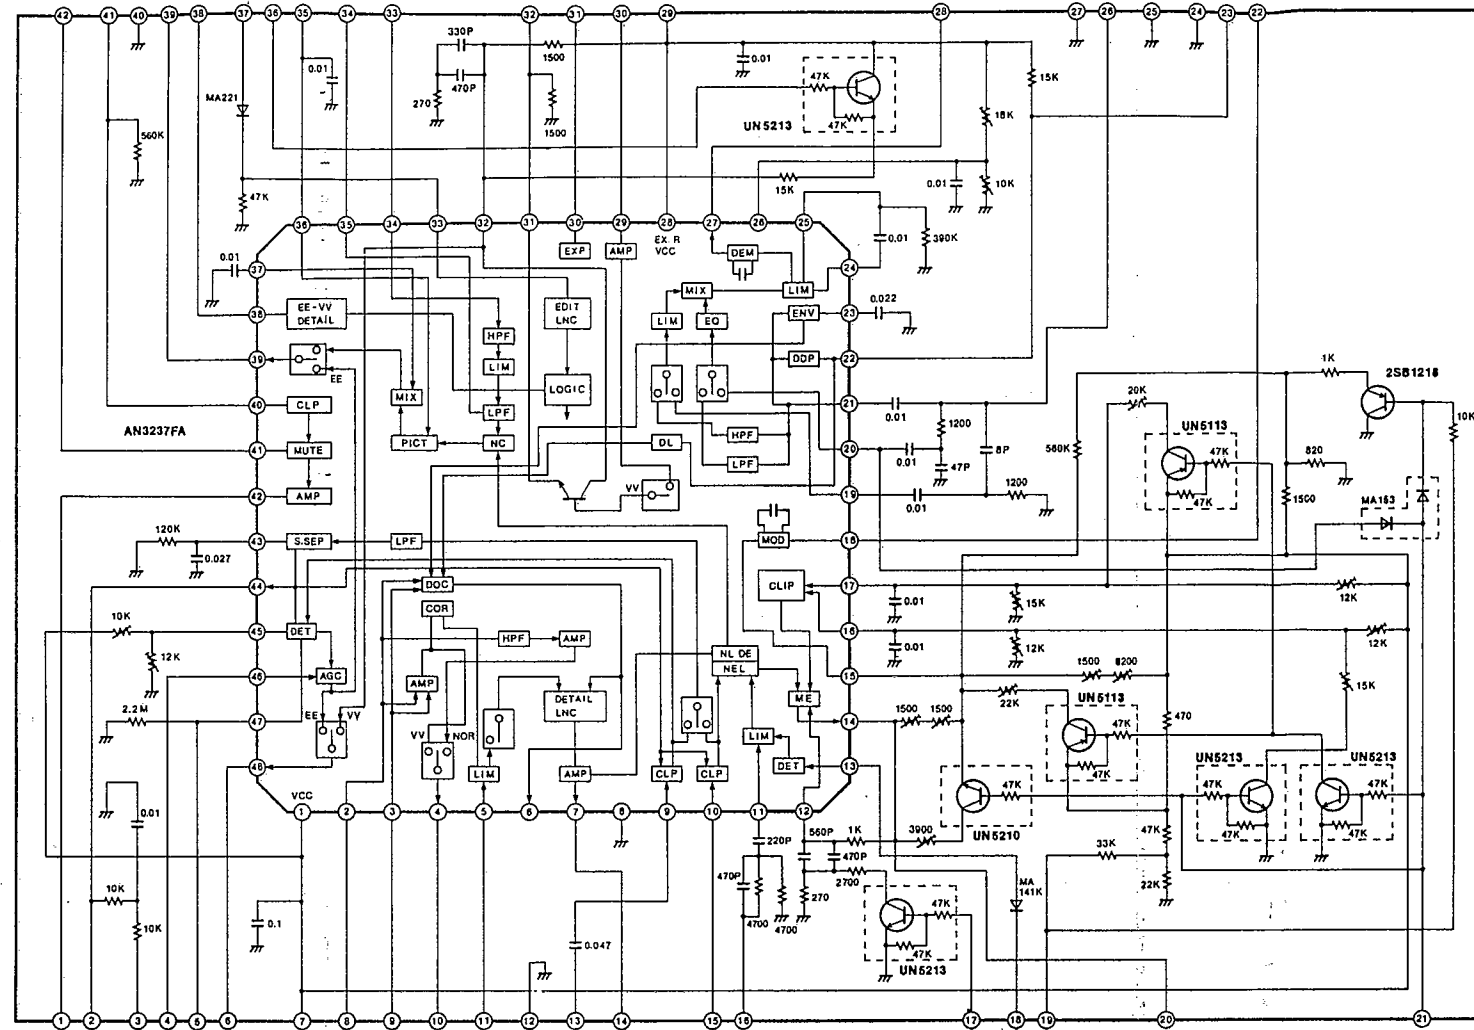 42 41 40 39 38 37 36 35 34 33 32 31 30 29 28 27 26 25 24 23 22
330P
0.01
1500
0.01
47K
15K
MA221
270
470P
1500
UN5213
47K
18K
560K
47K
15K
0.01
10K
36 35 34 33 32 31 30 29 28 27 26 25
EXP
AMP
EX. R
VCC
DEM
0.01
390K
0.01
37
24
MIX
LIM
38
EE-VV
DETAIL
EDIT
LNC
LIM
EQ
ENV
23
0.022
HPF
39
EE
LIM
DDP
22
1K
2SB1218
MIX
LOGIC
20K
40
CLP
LPF
21
0.01
1200
10K
AN3237FA
PICT
NC
DL
HPF
UN5113
41
MUTE
LPF
20
0.01
47P
8P
560K
47K
820
42
AMP
VV
19
0.01
1200
47K
1500
MA153
120K
43
S.SEP
LPF
MOD
18
0.027
44
DOC
CLIP
17
0.01
15K
12K
10K
COR
45
DET
HPF
AMP
16
0.01
12K
12K
12K
NL DE
NEL
46
AGC
AMP
15
1500
8200
15K
2.2M
EE
VV
DETAIL
LNC
ME
22K
UN5113
47
VV
NOR
LIM
14
1500
1500
47K
470
UN5213
UN5213
48
LIM
AMP
CLP
CLP
DET
13
47K
47K
47K
47K
VCC
1 2 3 4 5 6 7 8 9 10 11 12
0.01
47K
47K
UN5210
220P
560P
1K
3900
47K
33K
470P
470P
2700
22K
10K
270
MA
141K
10K
0.1
4700
4700
47K
0.047
47K
UN5213
1 2 3 4 5 6 7 8 9 10 11 12 13 14 15 16 17 18 19 20 21